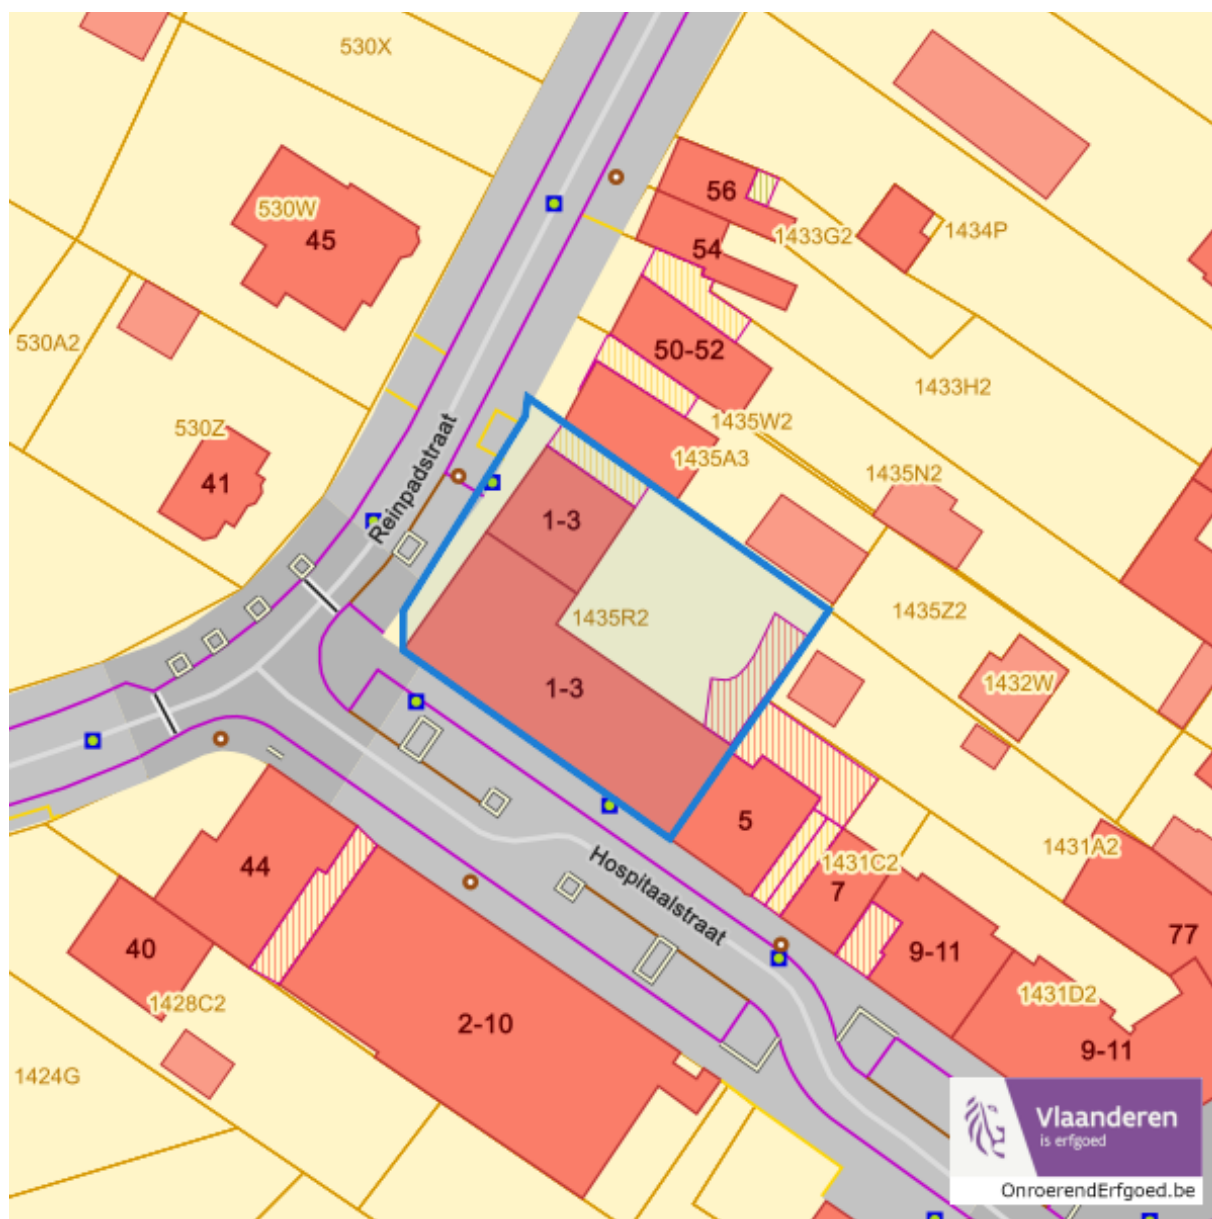 530X
56
530W
45
54
1433G2
1434P
530A2
50-52
1433H2
Reinpadstraat
530Z
1435W2
1435A3
1435N2
41
1-3
1435R2
1435Z2
1-3
1432W
5
Hospitaalstraat
1431C2
1431A2
44
7
77
40
9-11
1428C2
1431D2
2-10
9-11
1424G
Vlaanderen
is erfgoed
OnroerendErfgoed.be